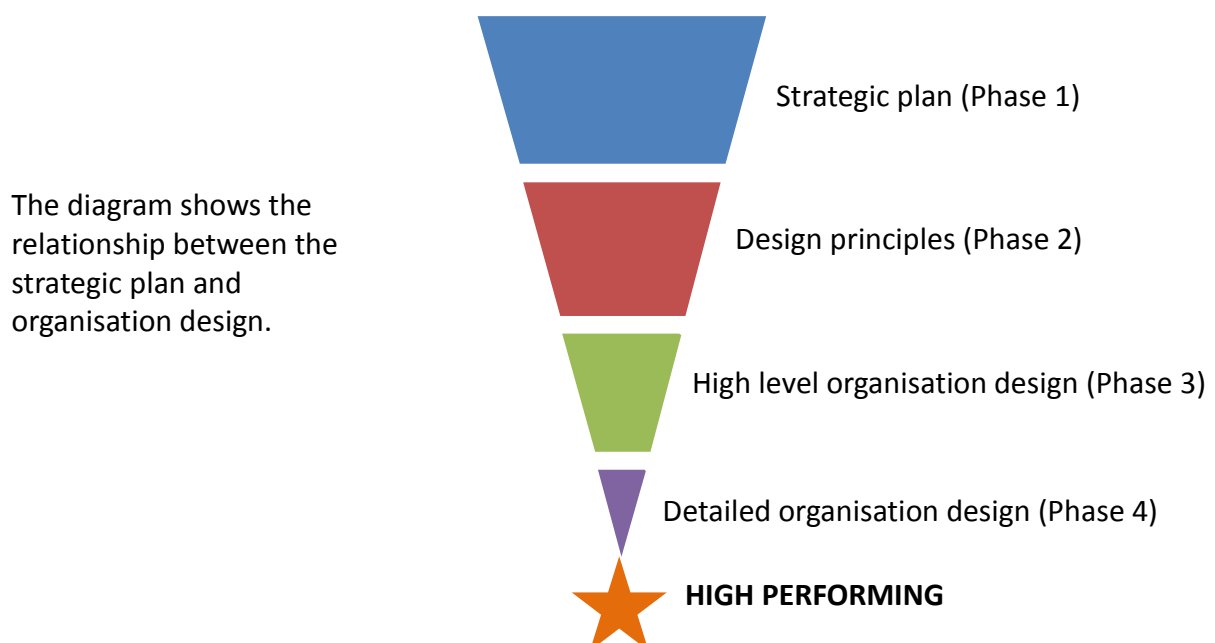 Strategic plan (Phase 1)
The diagram shows the
relationship between the
strategic plan and
organisation design.
Design principles (Phase 2)
High level organisation design (Phase 3)
Detailed organisation design (Phase 4)
HIGH PERFORMING